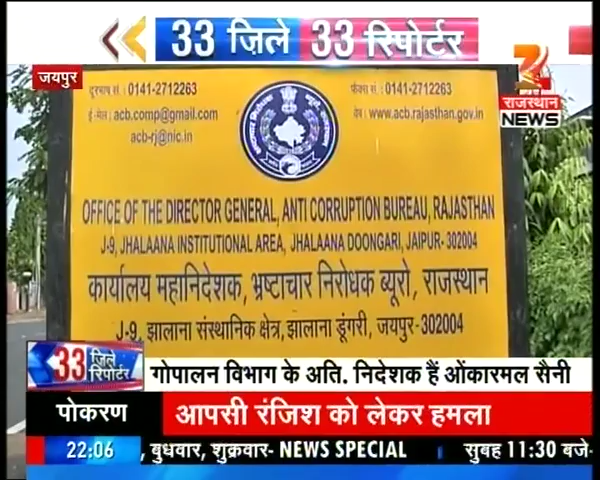 33 ज़िले 33 रिपोर्टर
जयपुर
राजस्थान
NEWS
दूरभाष सं. : 0141-2712263
फैक्स सं. : 0141-2712263
ई-मेल : acb.comp@gmail.com
वेब : www.acb.rajasthan.gov.in
acb-rj@nic.in
OFFICE OF THE DIRECTOR GENERAL, ANTI CORRUPTION BUREAU, RAJASTHAN
J-9, JHALAANA INSTITUTIONAL AREA, JHALAANA DOONGARI, JAIPUR- 302004
कार्यालय महानिदेशक, भ्रष्टाचार निरोधक ब्यूरो, राजस्थान
J-9, झालाना संस्थानिक क्षेत्र, झालाना डूंगरी, जयपुर-302004
33 ज़िले
रिपोर्टर
गोपालन विभाग के अति. निदेशक हैं ओंकारमल सैनी
पोकरण
आपसी रंजिश को लेकर हमला
22:06 , बुधवार, शुक्रवार- NEWS SPECIAL सुबह 11:30 बजे-